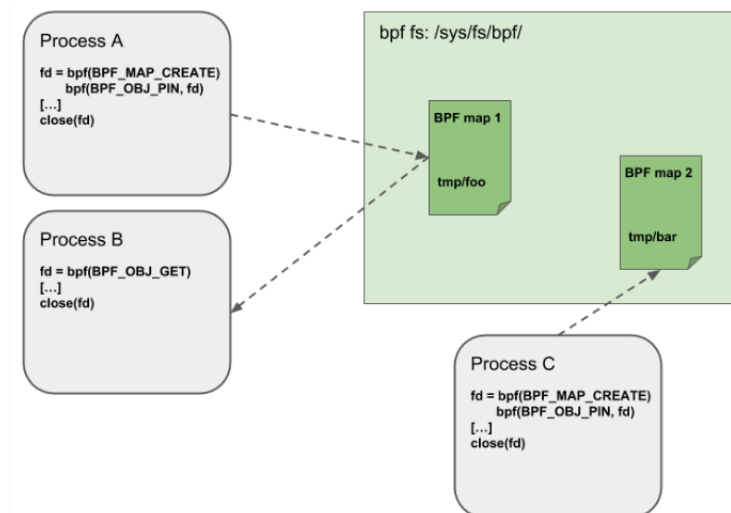 Process A
fd = bpf(BPF_MAP_CREATE)
bpf(BPF_OBJ_PIN, fd)
[...]
close(fd)
Process B
fd = bpf(BPF_OBJ_GET)
[...]
close(fd)
bpf fs: /sys/fs/bpf/
BPF map 1
tmp/foo
BPF map 2
tmp/bar
Process C
fd = bpf(BPF_MAP_CREATE)
bpf(BPF_OBJ_PIN, fd)
[...]
close(fd)